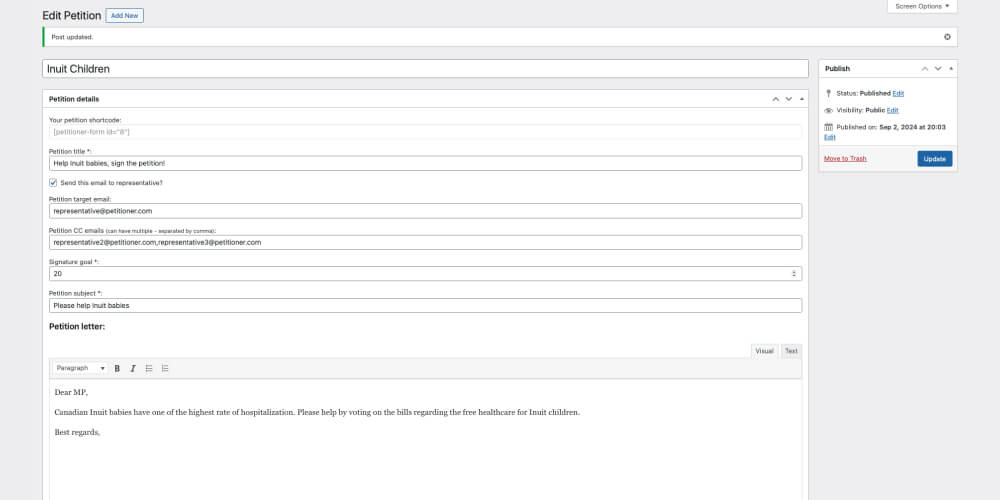 Screen Options
Edit Petition Add New
Post updated.
Inuit Children
Petition details
Your petition shortcode:
[petitioner-form id="8"]
Petition title *:
Help Inuit babies, sign the petition!
Send this email to representative?
Petition target email:
representative@petitioner.com
Petition CC emails (can have multiple - separated by comma):
representative2@petitioner.com,representative3@petitioner.com
Signature goal *:
20
Petition subject *:
Please help Inuit babies
Petition letter:
Visual Text
Paragraph B I
Dear MP,
Canadian Inuit babies have one of the highest rate of hospitalization. Please help by voting on the bills regarding the free healthcare for Inuit children.
Best regards,
Publish
Status: Published Edit
Visibility: Public Edit
Published on: Sep 2, 2024 at 20:03
Edit
Move to Trash Update